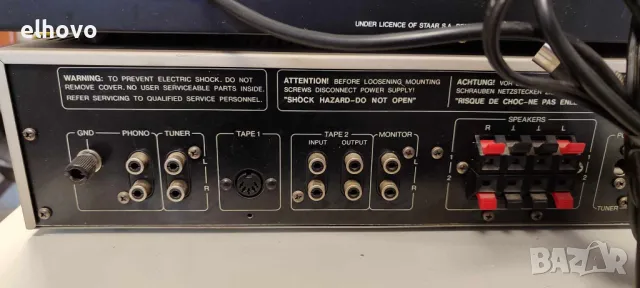 elhovo
UNDER LICENCE OF STAAR S.A.
WARNING: TO PREVENT ELECTRIC SHOCK. DO NOT
REMOVE COVER. NO USER SERVICEABLE PARTS INSIDE.
REFER SERVICING TO QUALIFIED SERVICE PERSONNEL.
ATTENTION! BEFORE LOOSENING MOUNTING
SCREWS DISCONNECT POWER SUPPLY!
"SHOCK HAZARD-DO NOT OPEN"
ACHTUNG! VOR
SCHRAUBEN NETZSTECKER
"RISQUE DE CHOC-NE PAS
GND PHONO TUNER TAPE 1 TAPE 2 MONITOR
INPUT OUTPUT
L
R
L
R
SPEAKERS
R L
1 1
2 2
TUNER
BAZAR
bg